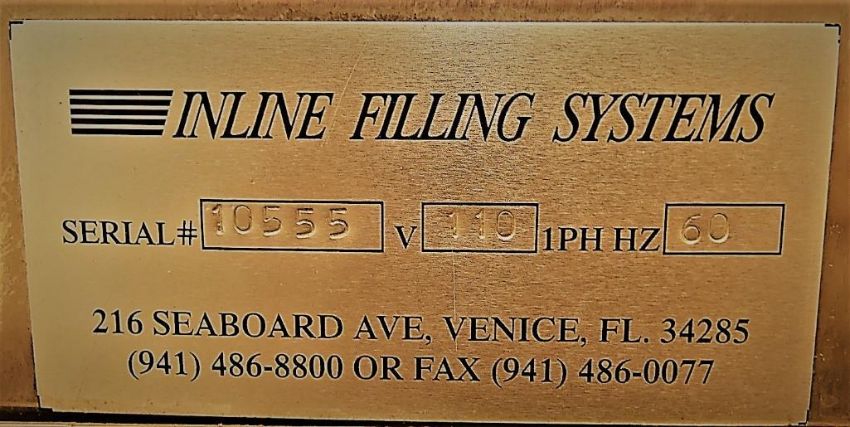 INLINE FILLING SYSTEMS
SERIAL# 10555 V 110 1PH HZ 60
216 SEABOARD AVE, VENICE, FL. 34285
(941) 486-8800 OR FAX (941) 486-0077